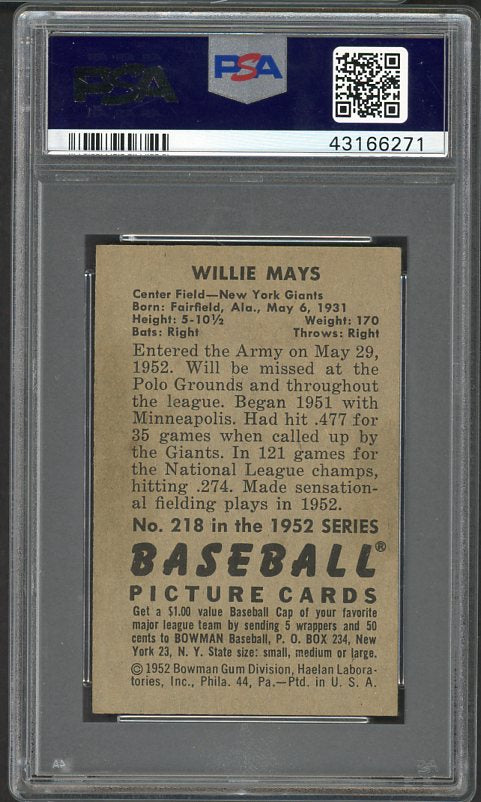 PSA
PSA
43166271
WILLIE MAYS
Center Field—New York Giants
Born: Fairfield, Ala., May 6, 1931
Height: 5-10½ Weight: 170
Bats: Right Throws: Right
Entered the Army on May 29,
1952. Will be missed at the
Polo Grounds and throughout
the league. Began 1951 with
Minneapolis. Had hit .477 for
35 games when called up by
the Giants. In 121 games for
the National League champs,
hitting .274. Made sensation-
al fielding plays in 1952.
No. 218 in the 1952 SERIES
BASEBALL®
PICTURE CARDS
Get a $1.00 value Baseball Cap of your favorite
major league team by sending 5 wrappers and 50
cents to BOWMAN Baseball, P. O. BOX 234, New
York 23, N. Y. State size: small, medium or large.
© 1952 Bowman Gum Division, Haelan Labora-
tories, Inc., Phila. 44, Pa.—Ptd. in U. S. A.